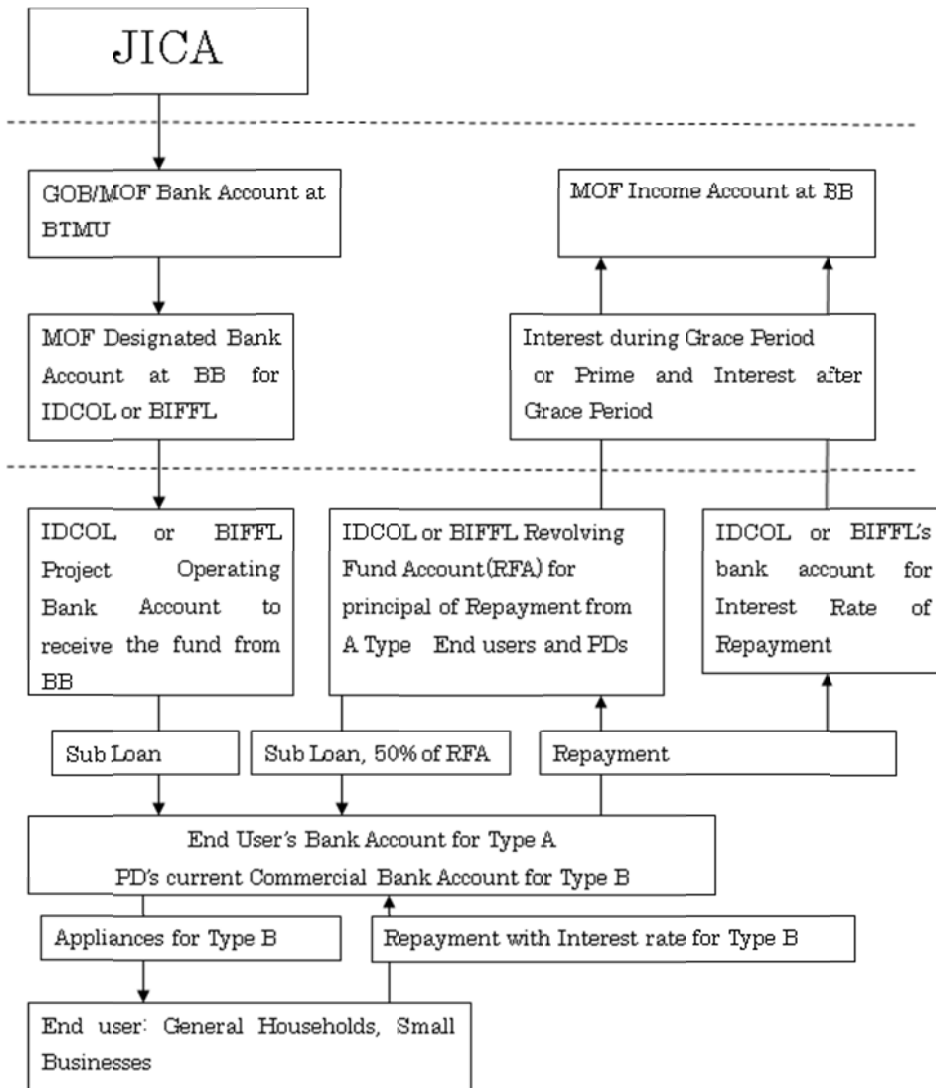 JICA
GOB/MOF Bank Account at
BTMU
MOF Income Account at BB
MOF Designated Bank
Account at BB for
IDCOL or BIFFL
Interest during Grace Period
or Prime and Interest after
Grace Period
IDCOL or BIFFL
Project Operating
Bank Account to
receive the fund from
BB
IDCOL or BIFFL Revolving
Fund Account(RFA) for
principal of Repayment from
A Type End users and PDs
IDCOL or BIFFL's
bank account for
Interest Rate of
Repayment
Sub Loan
Sub Loan, 50% of RFA
Repayment
End User's Bank Account for Type A
PD's current Commercial Bank Account for Type B
Appliances for Type B
Repayment with Interest rate for Type B
End user: General Households, Small
Businesses